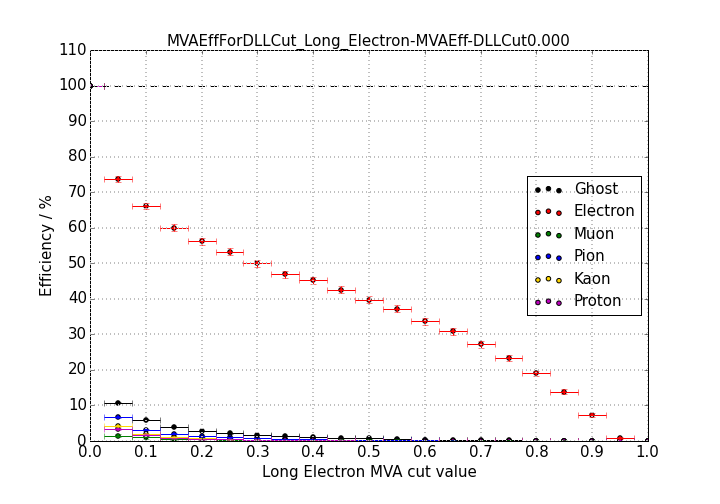 MVAEffForDLLCut_Long_Electron-MVAEff-DLLCut0.000
110
100
90
80
70
60
50
40
30
20
10
0
Efficiency / %
Ghost
Electron
Muon
Pion
Kaon
Proton
0.0 0.1 0.2 0.3 0.4 0.5 0.6 0.7 0.8 0.9 1.0
Long Electron MVA cut value